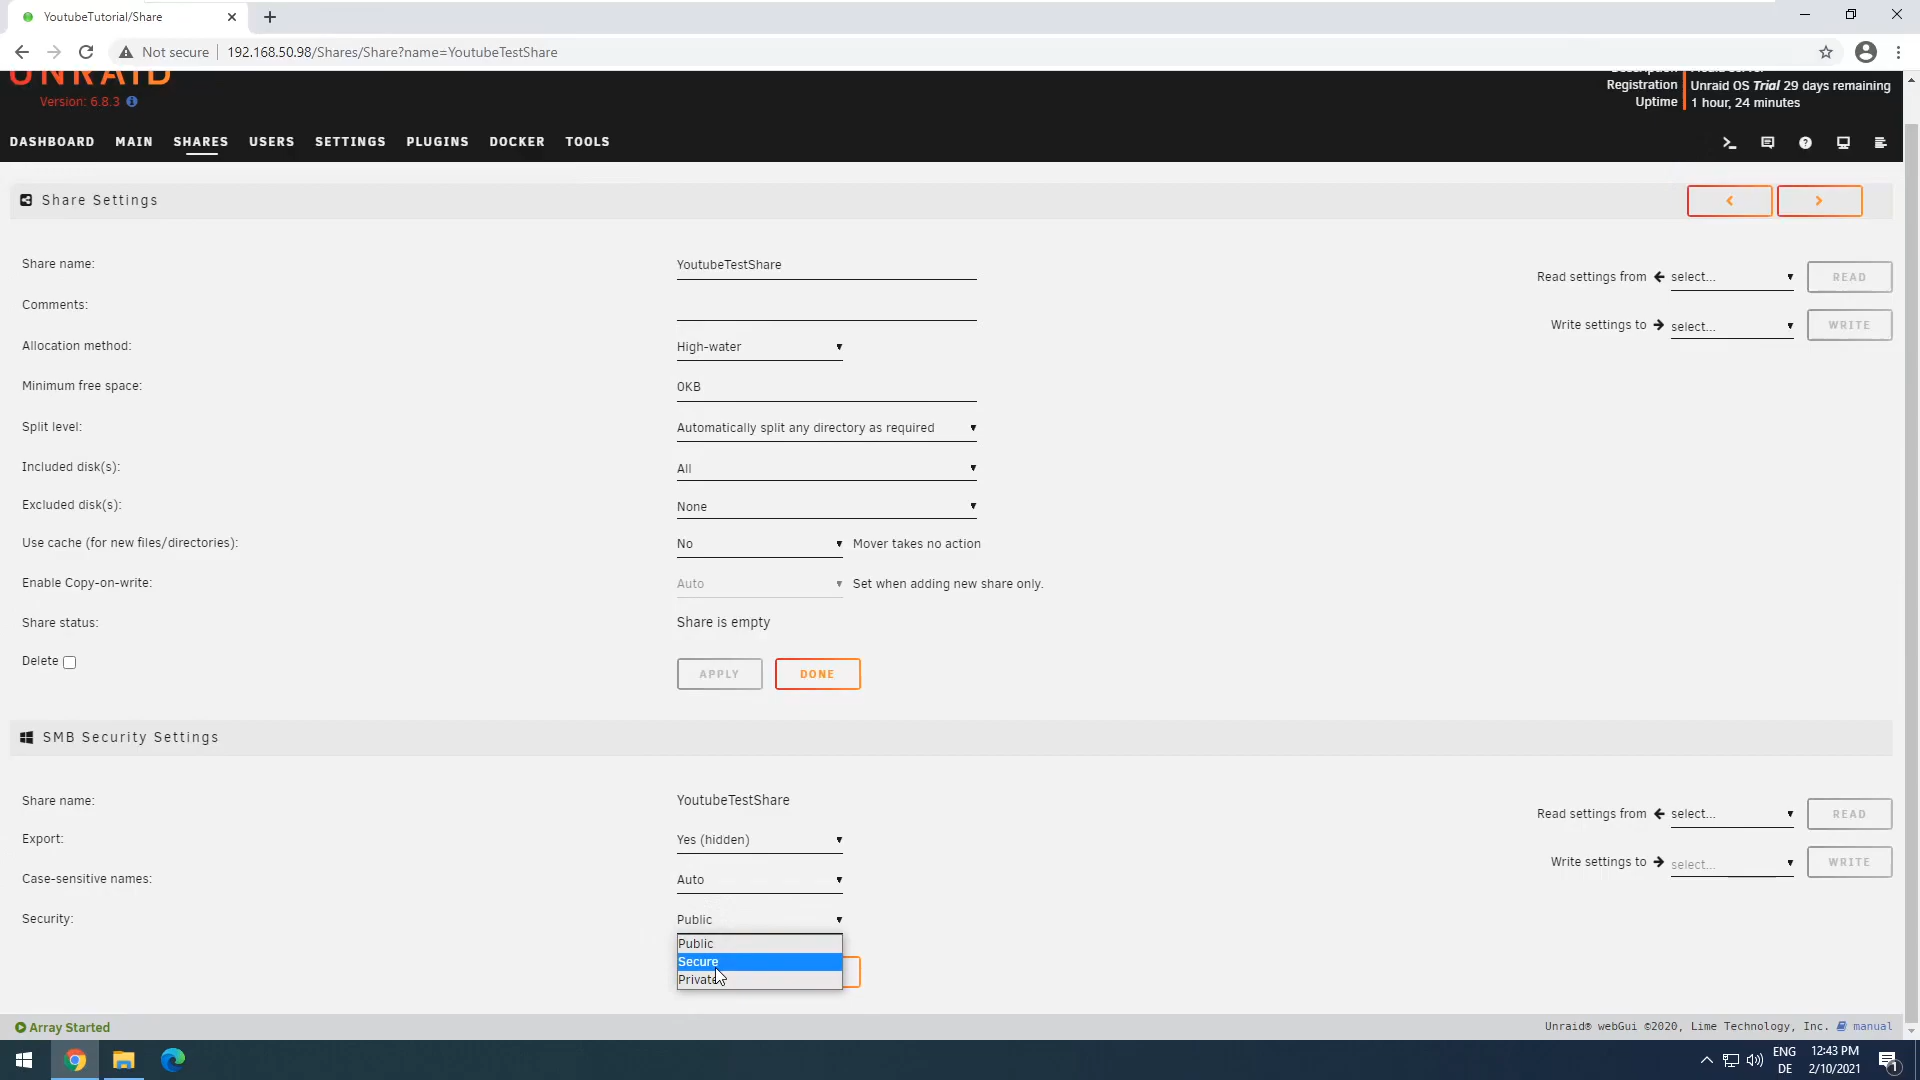 YoutubeTutorial/Share
Not secure
192.168.50.98/Shares/Share?name=YoutubeTestShare
UNRAID
Version: 6.8.3
Registration
Unraid OS Trial 29 days remaining
Uptime
1 hour, 24 minutes
DASHBOARD MAIN SHARES USERS SETTINGS PLUGINS DOCKER TOOLS
Share Settings
Share name:
YoutubeTestShare
Read settings from
select...
READ
Comments:
Write settings to
select...
WRITE
Allocation method:
High-water
Minimum free space:
0KB
Split level:
Automatically split any directory as required
Included disk(s):
All
Excluded disk(s):
None
Use cache (for new files/directories):
No
Mover takes no action
Enable Copy-on-write:
Auto
Set when adding new share only.
Share status:
Share is empty
Delete
APPLY
DONE
SMB Security Settings
Share name:
YoutubeTestShare
Read settings from
select...
READ
Export:
Yes (hidden)
Write settings to
select...
WRITE
Case-sensitive names:
Auto
Security:
Public
Public
Secure
Private
Array Started
Unraid® webGui ©2020, Lime Technology, Inc.
manual
ENG
DE
12:43 PM
2/10/2021
1